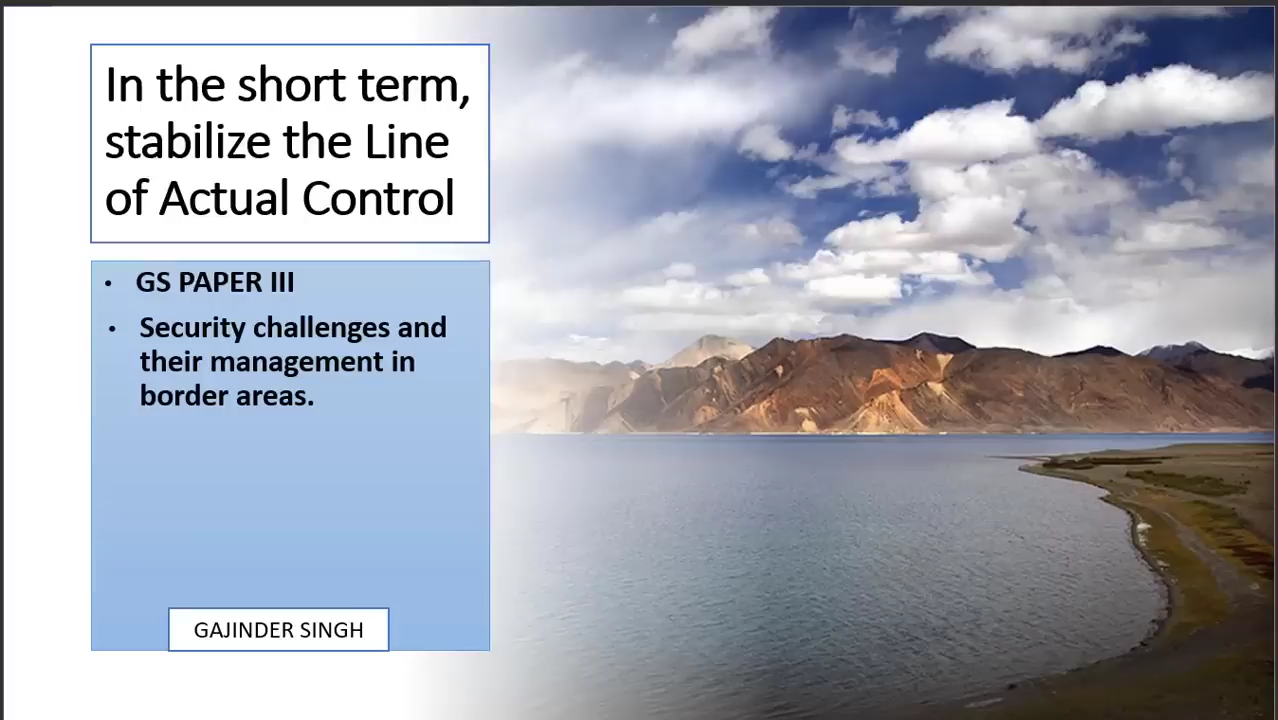 In the short term,
stabilize the Line
of Actual Control
• GS PAPER III
• Security challenges and
their management in
border areas.
GAJINDER SINGH